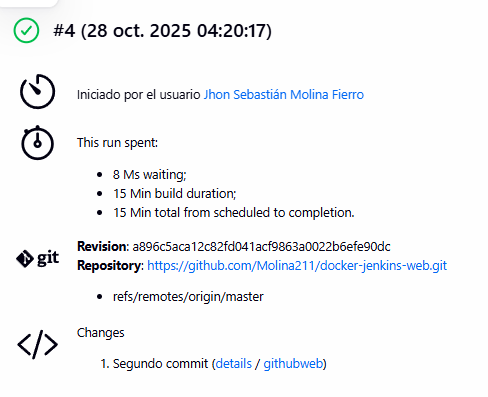 #4 (28 oct. 2025 04:20:17)
Iniciado por el usuario Jhon Sebastián Molina Fierro
This run spent:
• 8 Ms waiting;
• 15 Min build duration;
• 15 Min total from scheduled to completion.
git
Revision: a896c5aca12c82fd041acf9863a0022b6efe90dc
Repository: https://github.com/Molina211/docker-jenkins-web.git
• refs/remotes/origin/master
Changes
1. Segundo commit (details / githubweb)